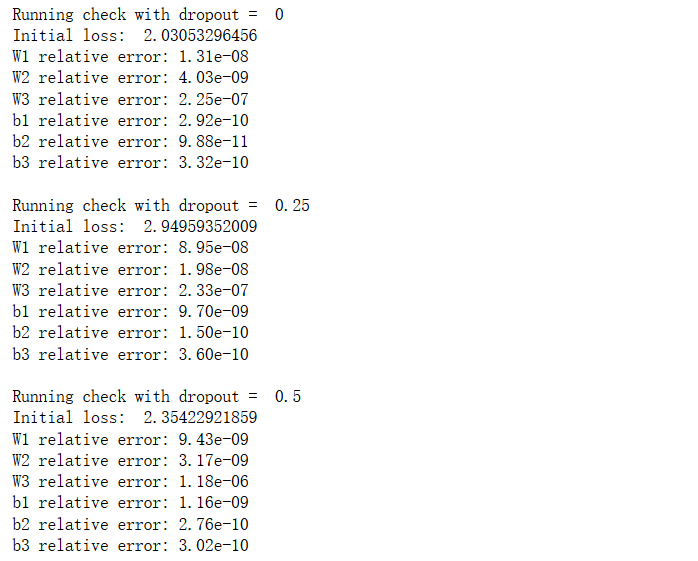 Running check with dropout =  0
Initial loss:  2.03053296456
W1 relative error: 1.31e-08
W2 relative error: 4.03e-09
W3 relative error: 2.25e-07
b1 relative error: 2.92e-10
b2 relative error: 9.88e-11
b3 relative error: 3.32e-10

Running check with dropout =  0.25
Initial loss:  2.94959352009
W1 relative error: 8.95e-08
W2 relative error: 1.98e-08
W3 relative error: 2.33e-07
b1 relative error: 9.70e-09
b2 relative error: 1.50e-10
b3 relative error: 3.60e-10

Running check with dropout =  0.5
Initial loss:  2.35422921859
W1 relative error: 9.43e-09
W2 relative error: 3.17e-09
W3 relative error: 1.18e-06
b1 relative error: 1.16e-09
b2 relative error: 2.76e-10
b3 relative error: 3.02e-10